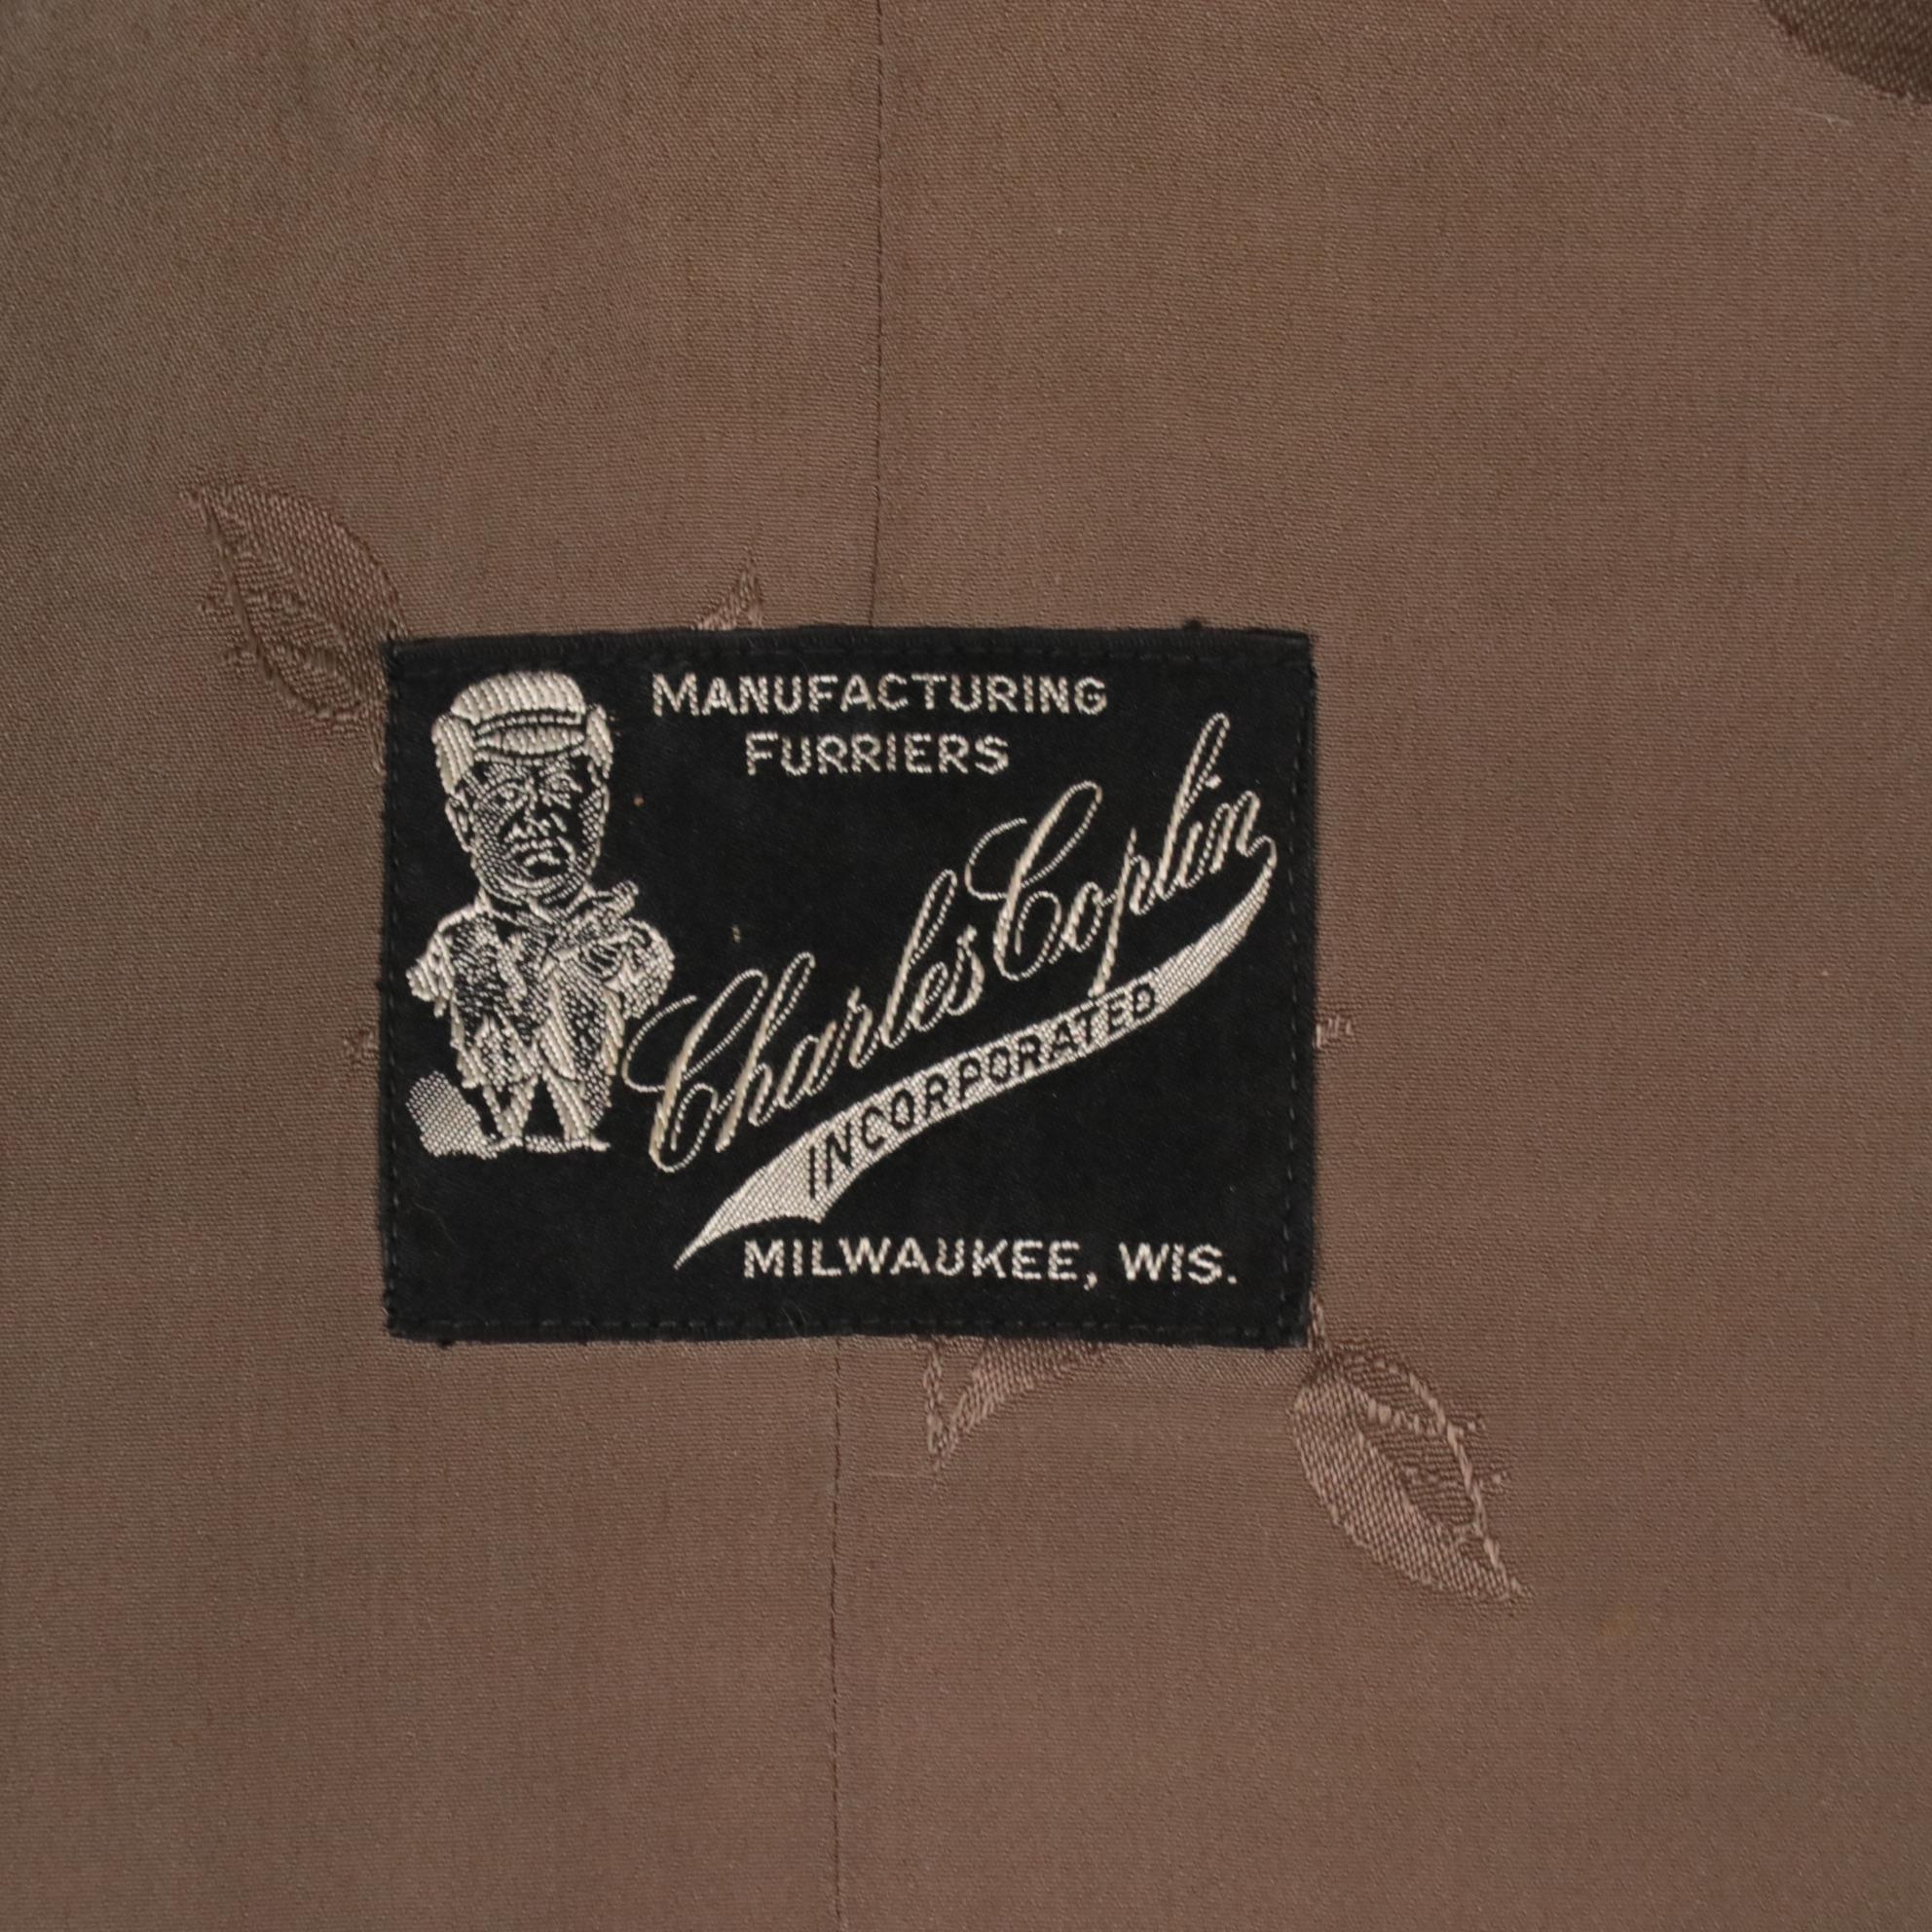 MANUFACTURING
FURRIERS
Charles Coplin
INCORPORATED
MILWAUKEE, WIS.